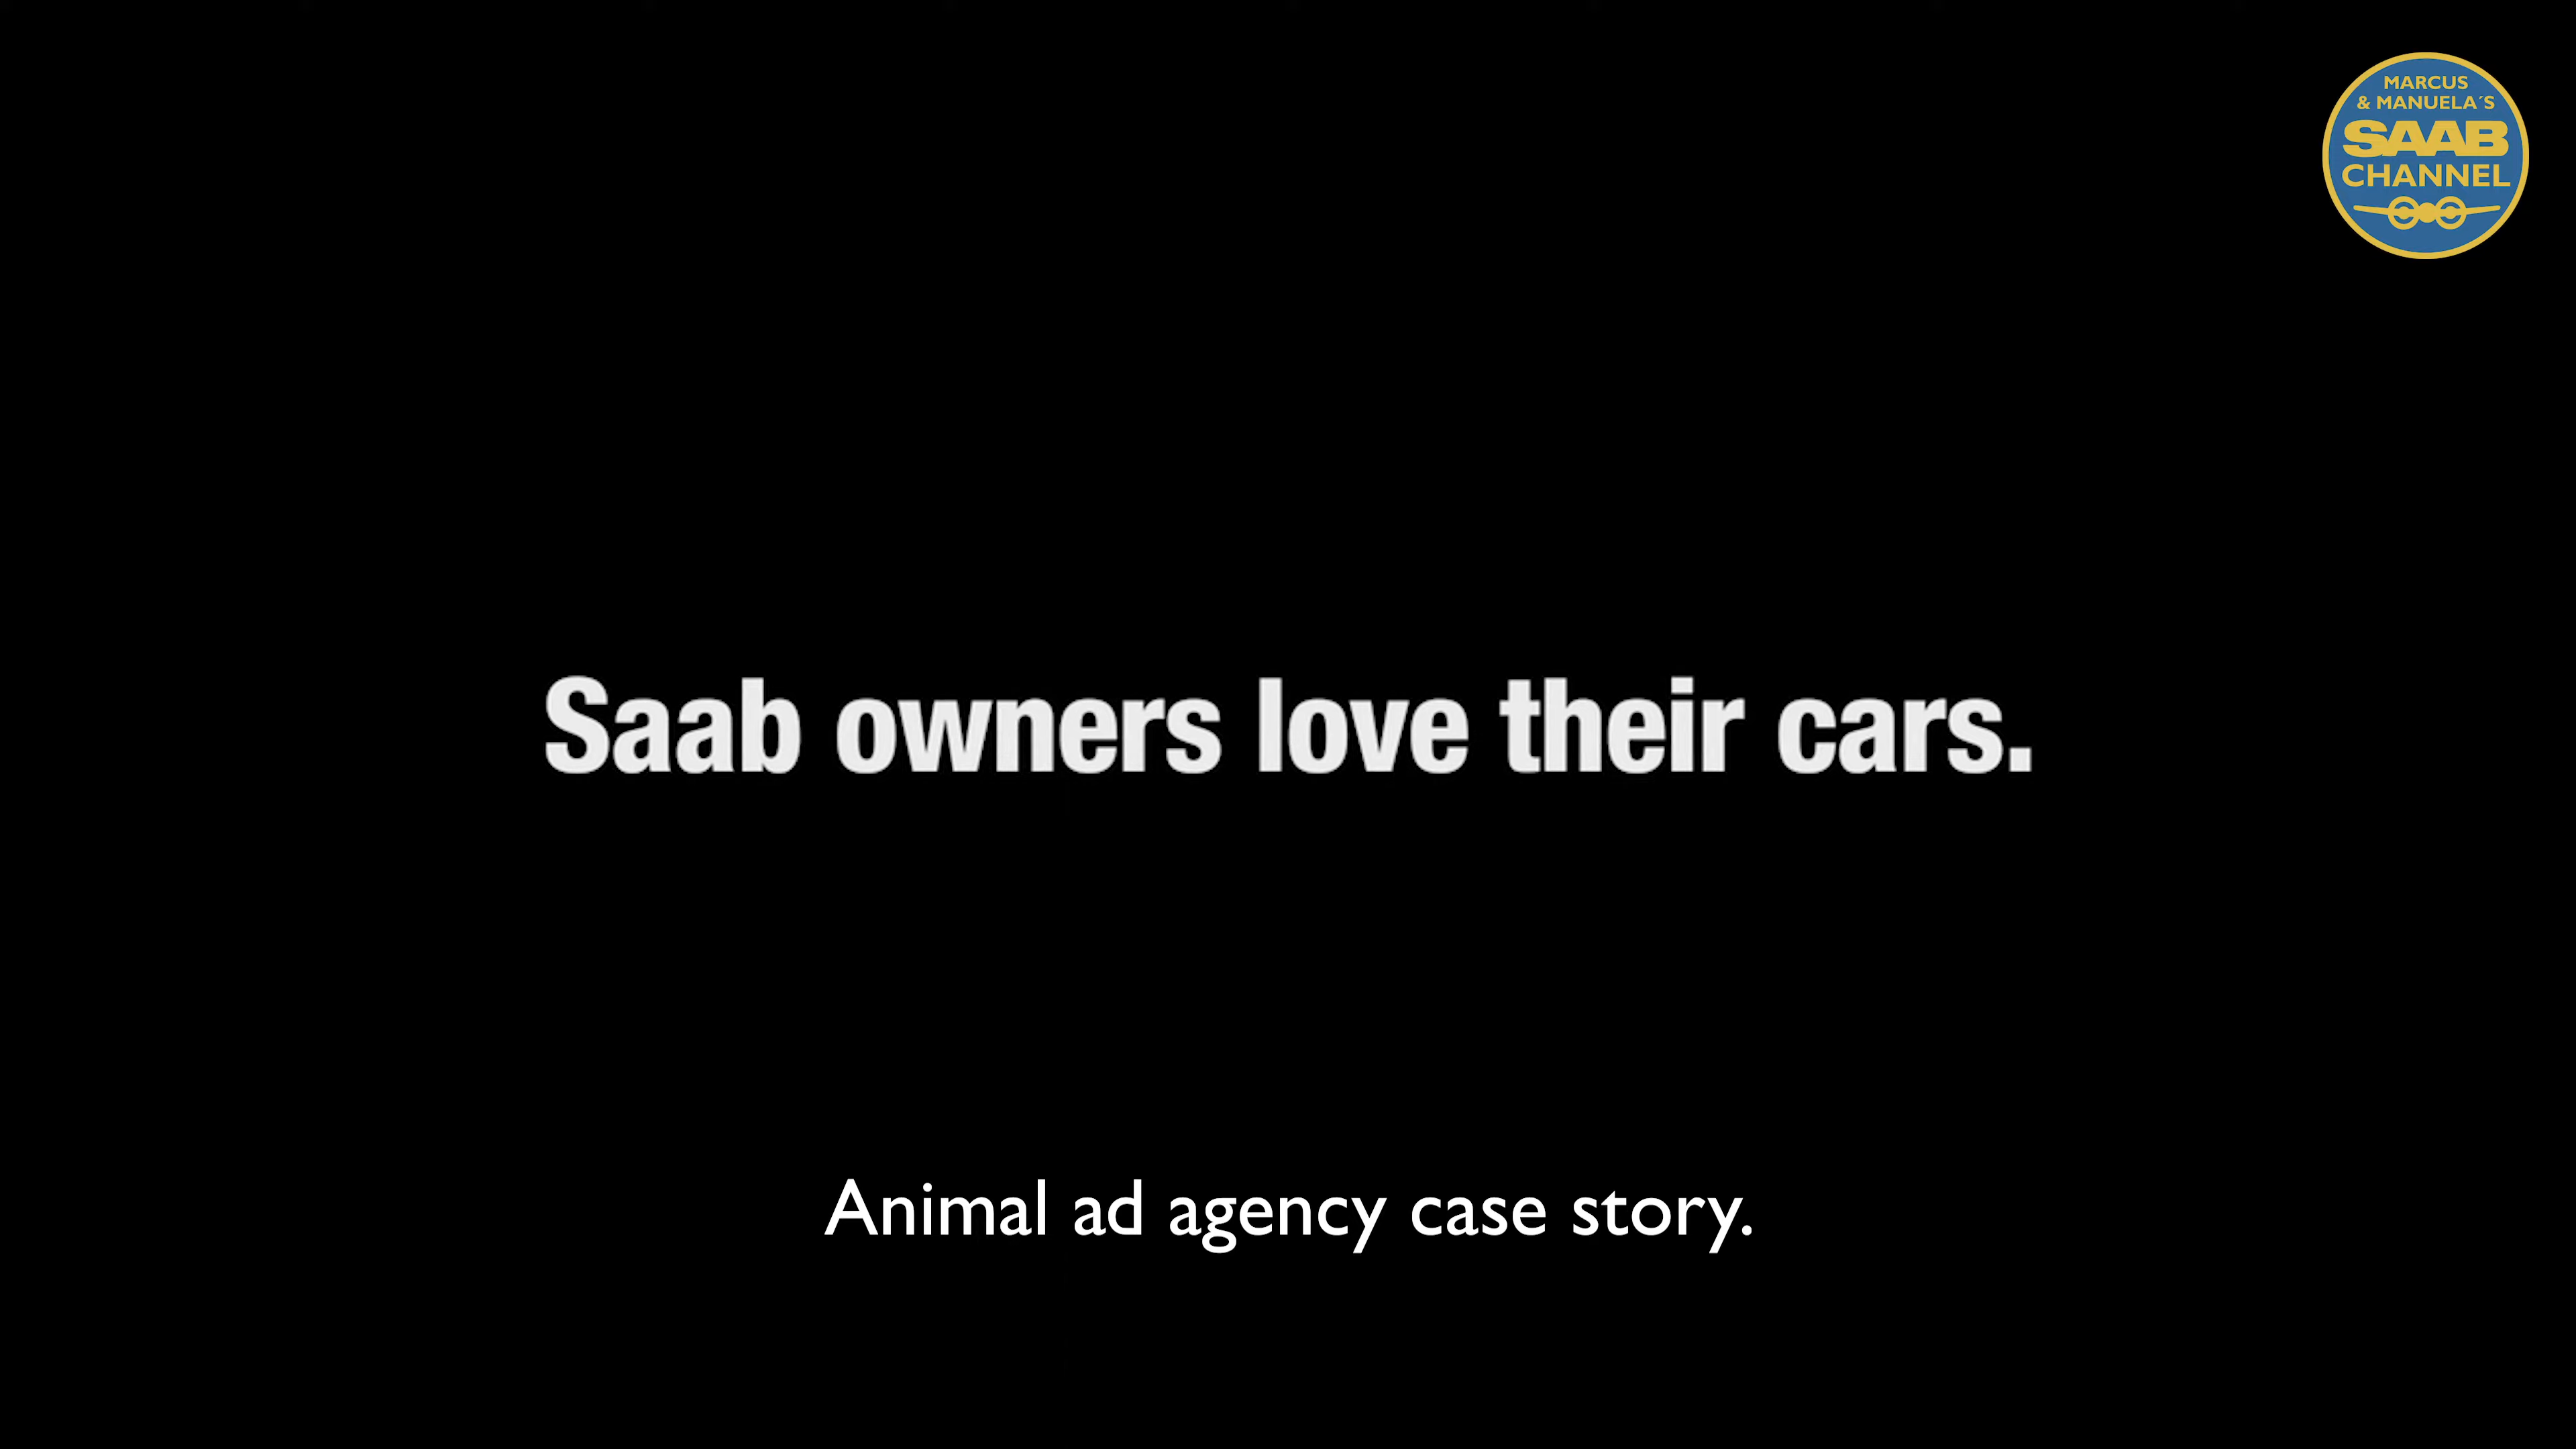 MARCUS
& MANUELA´S
SAAB
CHANNEL
Saab owners love their cars.
Animal ad agency case story.